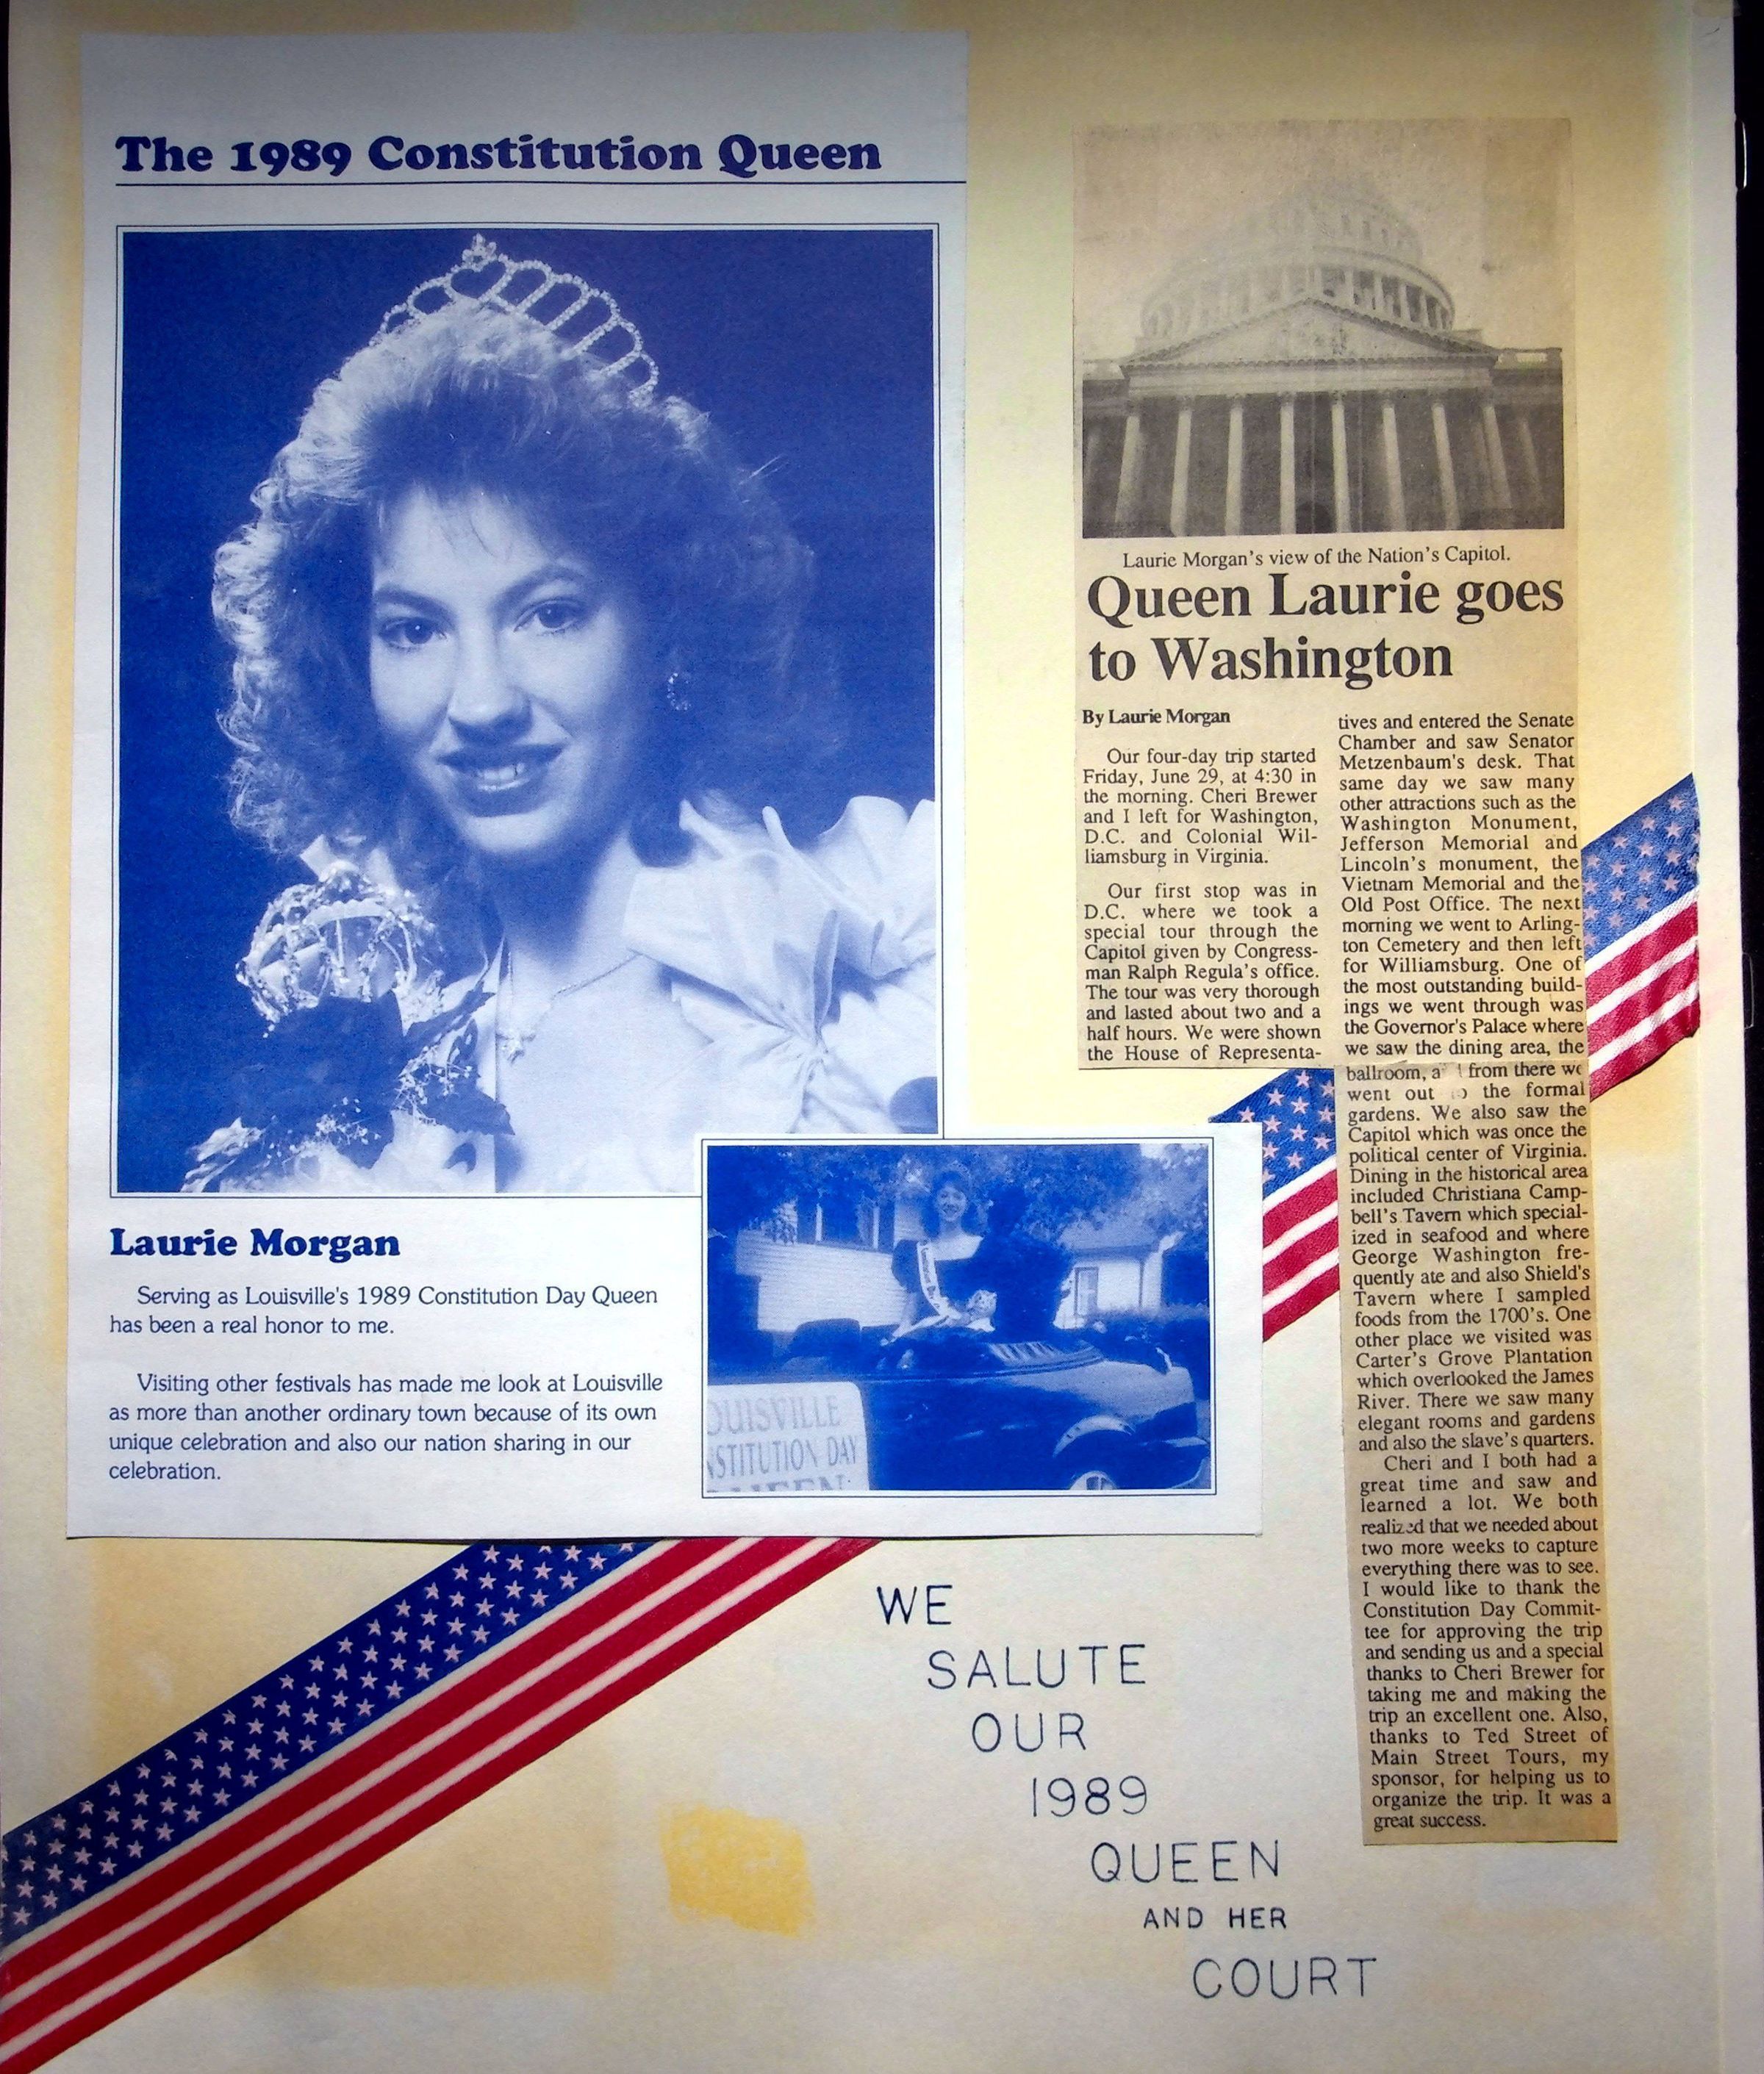 The 1989 Constitution Queen
Laurie Morgan
Serving as Louisville's 1989 Constitution Day Queen
has been a real honor to me.
Visiting other festivals has made me look at Louisville
as more than another ordinary town because of its own
unique celebration and also our nation sharing in our
celebration.
OUISVILLE
STITUTION DAY
Laurie Morgan's view of the Nation's Capitol.
Queen Laurie goes
to Washington
By Laurie Morgan
Our four-day trip started
Friday, June 29, at 4:30 in
the morning. Cheri Brewer
and I left for Washington,
D.C. and Colonial Wil-
liamsburg in Virginia.
Our first stop was in
D.C. where we took a
special tour through the
Capitol given by Congress-
man Ralph Regula's office.
The tour was very thorough
and lasted about two and a
half hours. We were shown
the House of Representa-
tives and entered the Senate
Chamber and saw Senator
Metzenbaum's desk. That
same day we saw many
other attractions such as the
Washington Monument,
Jefferson Memorial and
Lincoln's monument, the
Vietnam Memorial and the
Old Post Office. The next
morning we went to Arling-
ton Cemetery and then left
for Williamsburg. One of
the most outstanding build-
ings we went through was
the Governor's Palace where
we saw the dining area, the
ballroom, from there we
went out the formal
gardens. We also saw the
Capitol which was once the
political center of Virginia.
Dining in the historical area
included Christiana Camp-
bell's Tavern which special-
ized in seafood and where
George Washington fre-
quently ate and also Shield's
Tavern where I sampled
foods from the 1700's. One
other place we visited was
Carter's Grove Plantation
which overlooked the James
River. There we saw many
elegant rooms and gardens
and also the slave's quarters.
Cheri and I both had a
great time and saw and
learned a lot. We both
realized that we needed about
two more weeks to capture
everything there was to see.
I would like to thank the
Constitution Day Commit-
tee for approving the trip
and sending us and a special
thanks to Cheri Brewer for
taking me and making the
trip an excellent one. Also,
thanks to Ted Street of
Main Street Tours, my
sponsor, for helping us to
organize the trip. It was a
great success.
WE
SALUTE
OUR
1989
QUEEN
AND HER
COURT